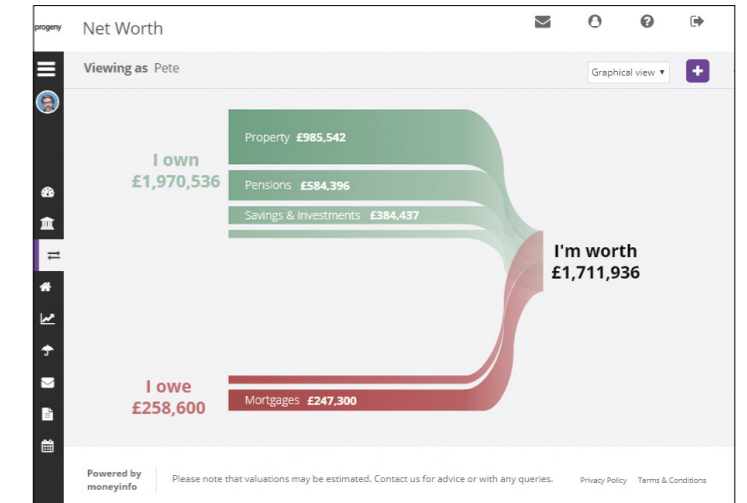 progeny
Net Worth
Viewing as Pete
Graphical view
I own
£1,970,536
Property £985,542
Pensions £584,396
Savings & Investments £384,437
I'm worth
£1,711,936
I owe
£258,600
Mortgages £247,300
Powered by
moneyinfo
Please note that valuations may be estimated. Contact us for advice or with any queries.
Privacy Policy Terms & Conditions